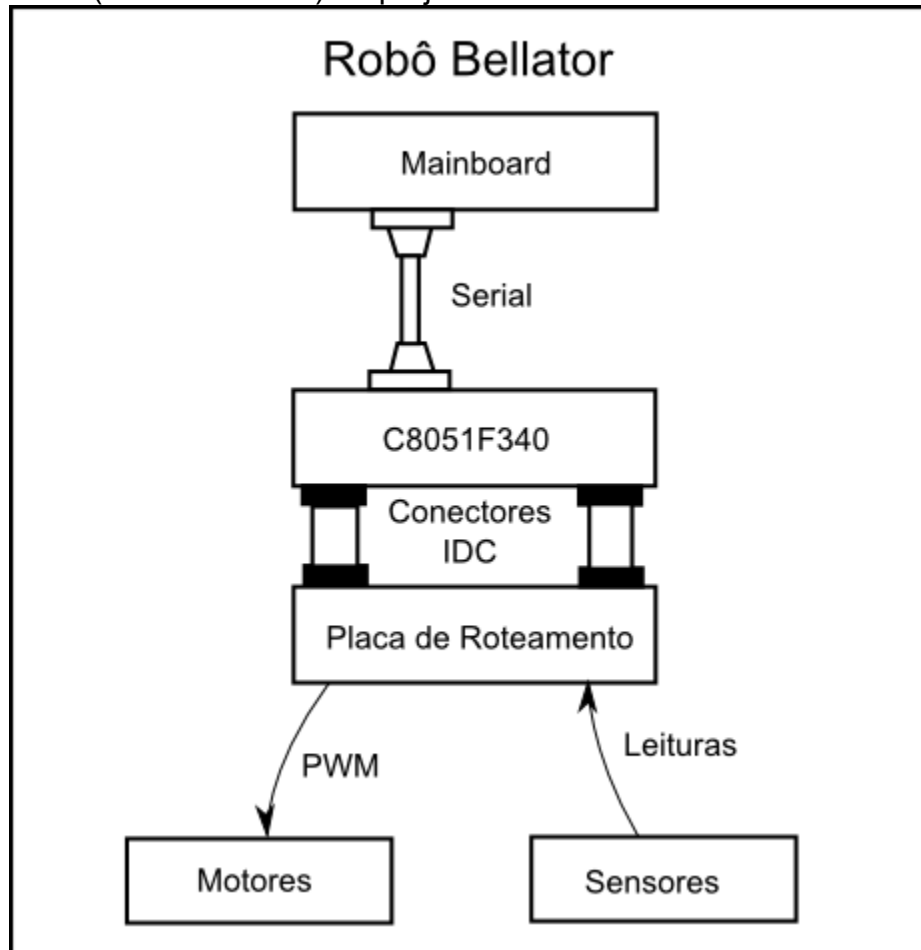 Robô Bellator
Mainboard
Serial
C8051F340
Conectores
IDC
Placa de Roteamento
PWM
Leituras
Motores
Sensores